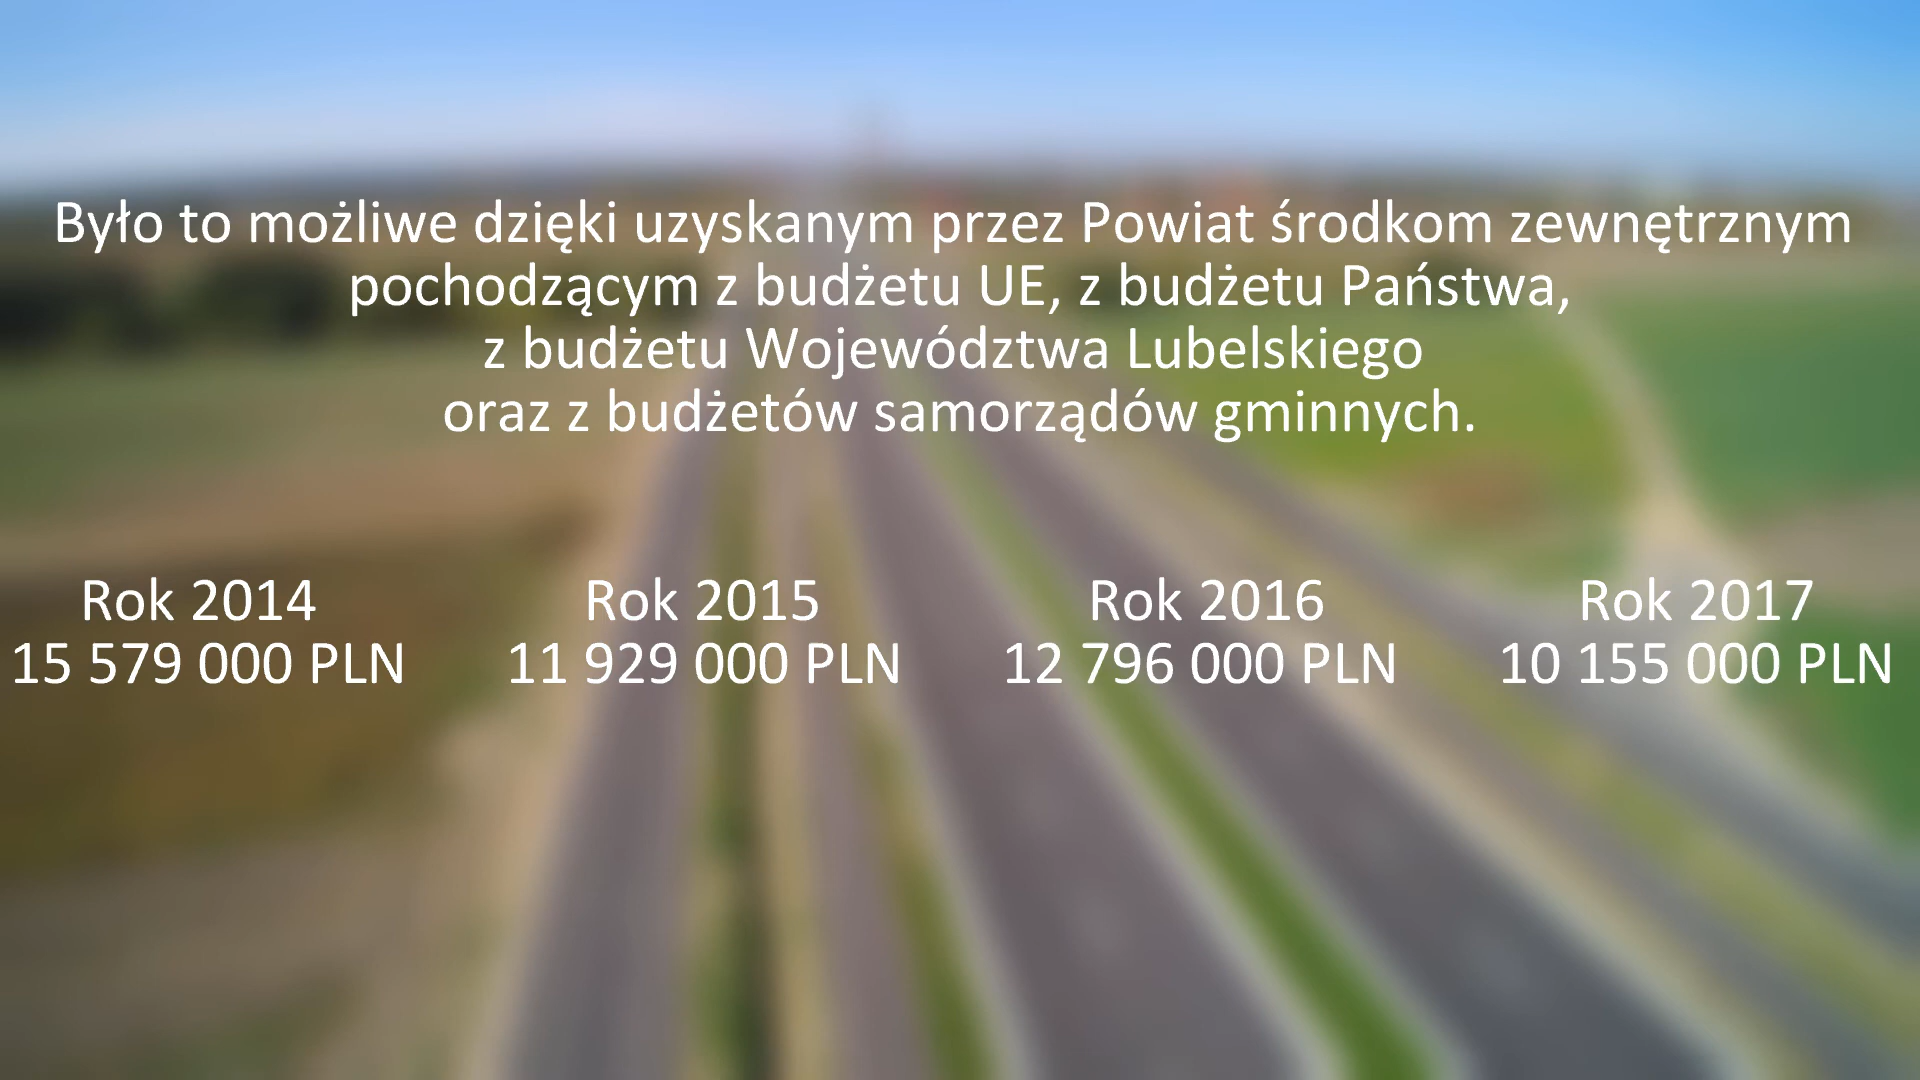 Było to możliwe dzięki uzyskanym przez Powiat środkom zewnętrznym
pochodzącym z budżetu UE, z budżetu Państwa,
z budżetu Województwa Lubelskiego
oraz z budżetów samorządów gminnych.
Rok 2014 Rok 2015 Rok 2016 Rok 2017
15 579 000 PLN 11 929 000 PLN 12 796 000 PLN 10 155 000 PLN